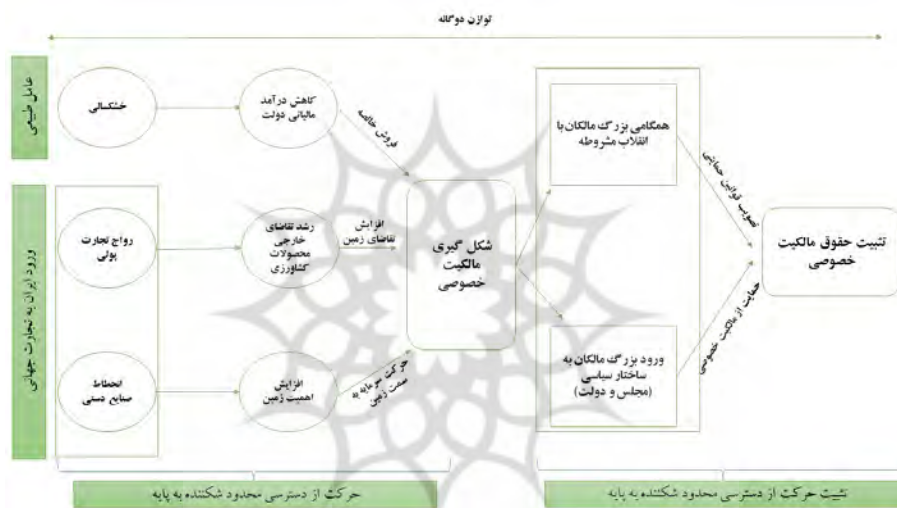 توازن دوگانه
عامل طبیعی
خشکسالی
کاهش درآمد
مالیاتی دولت
فروش خالصه
ورود ایران به تجارت جهانی
رواج تجارت
پولی
رشد تقاضای
خارجی
محصولات
کشاورزی
افزایش
تقاضای زمین
انحطاط
صنایع دستی
افزایش
اهمیت زمین
حرکت سرمایه به
سمت زمین
شکل گیری
مالکیت
خصوصی
همگامی بزرگ مالکان با
انقلاب مشروطه
ورود بزرگ مالکان به
ساختار سیاسی
(مجلس و دولت)
تصویب قوانین حمایتی
حمایت از مالکیت خصوصی
تثبیت حقوق مالکیت
خصوصی
حرکت از دسترسی محدود شکننده به پایه
تثبیت حرکت از دسترسی محدود شکننده به پایه